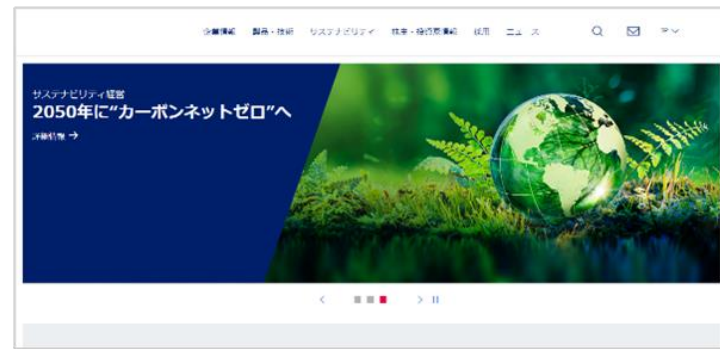 企業情報 製品・技術 サステナビリティ 株主・投資家情報 採用 ニュース
サステナビリティ経営
2050年に“カーボンネットゼロ”へ
詳細情報 →